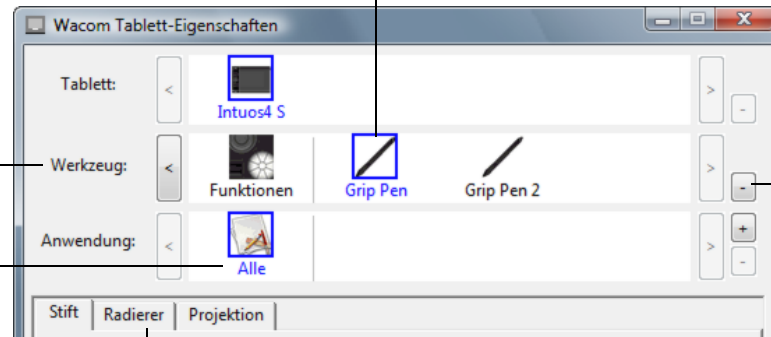 Wacom Tablett-Eigenschaften
Tablett:
Intuos4 S
Werkzeug:
Funktionen Grip Pen Grip Pen 2
Anwendung:
Alle
Stift Radierer Projektion